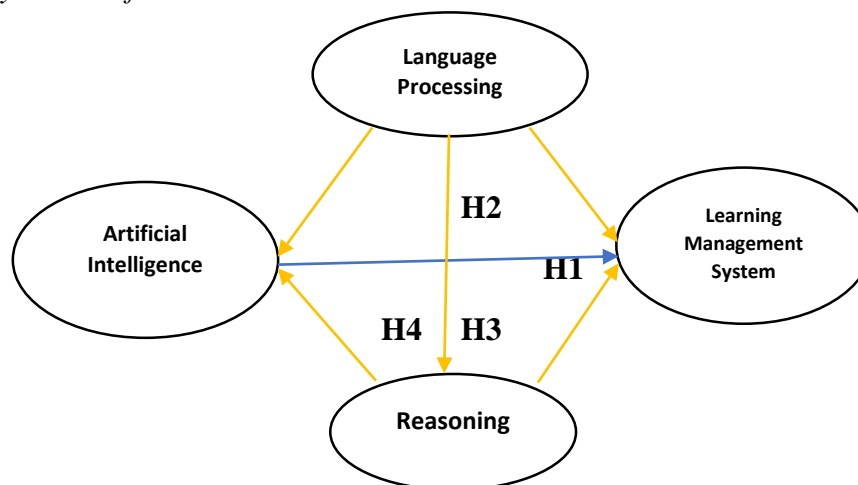 Language
Processing
H2
Artificial
Intelligence
Learning
Management
System
H1
H4 H3
Reasoning